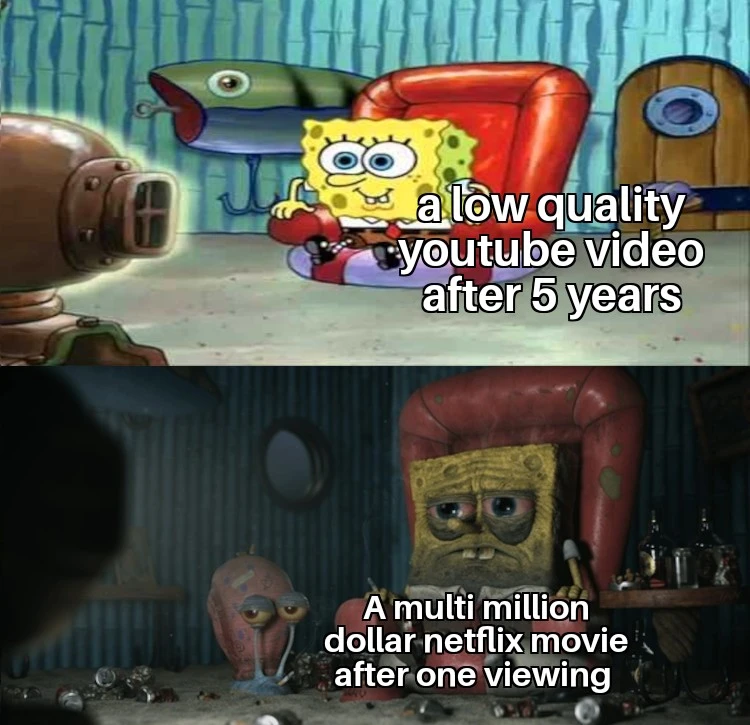 a low quality
youtube video
after 5 years
A multi million
dollar netflix movie
after one viewing